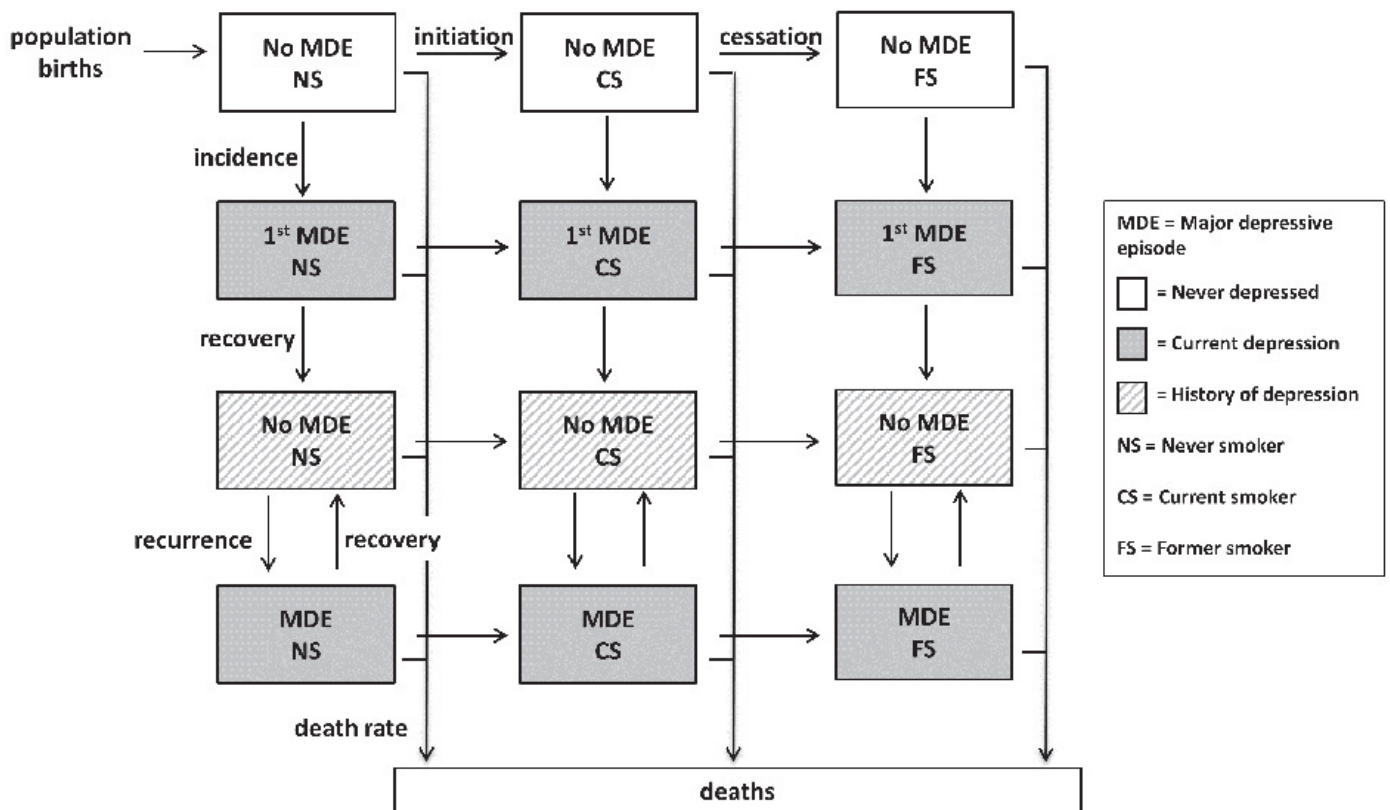 population
births
No MDE
NS
initiation
No MDE
CS
cessation
No MDE
FS
incidence
1st MDE
NS
1st MDE
CS
1st MDE
FS
recovery
No MDE
NS
No MDE
CS
No MDE
FS
recurrence
recovery
MDE
NS
MDE
CS
MDE
FS
death rate
deaths
MDE = Major depressive
episode
= Never depressed
= Current depression
= History of depression
NS = Never smoker
CS = Current smoker
FS = Former smoker